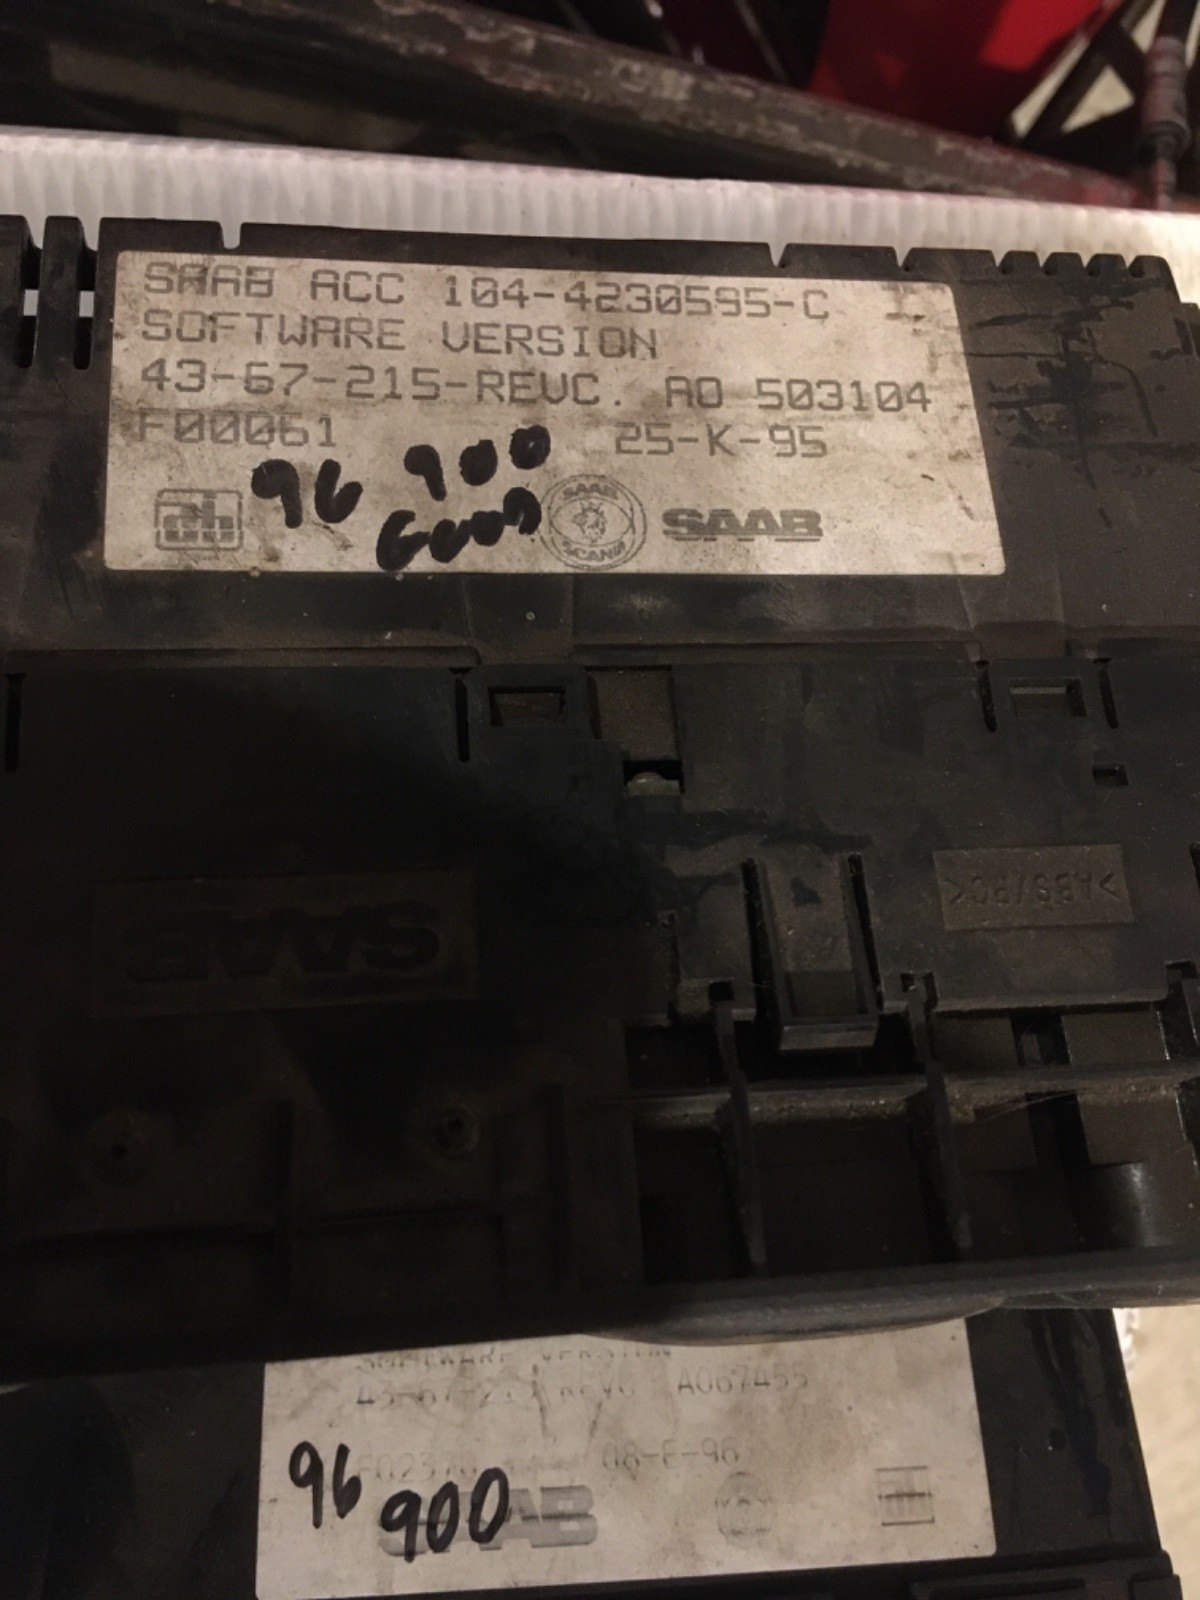 SAAB ACC 104-4230595-C
SOFTWARE VERSION
43-67-215-REVC. AO 503104
F00061 25-K-95
96 900
GOOD
SAAB
SCANIA
SAAB
SAAB
>ABS/PC<
SOFTWARE VERSION
A067455
08-E-96
96
900
SAAB